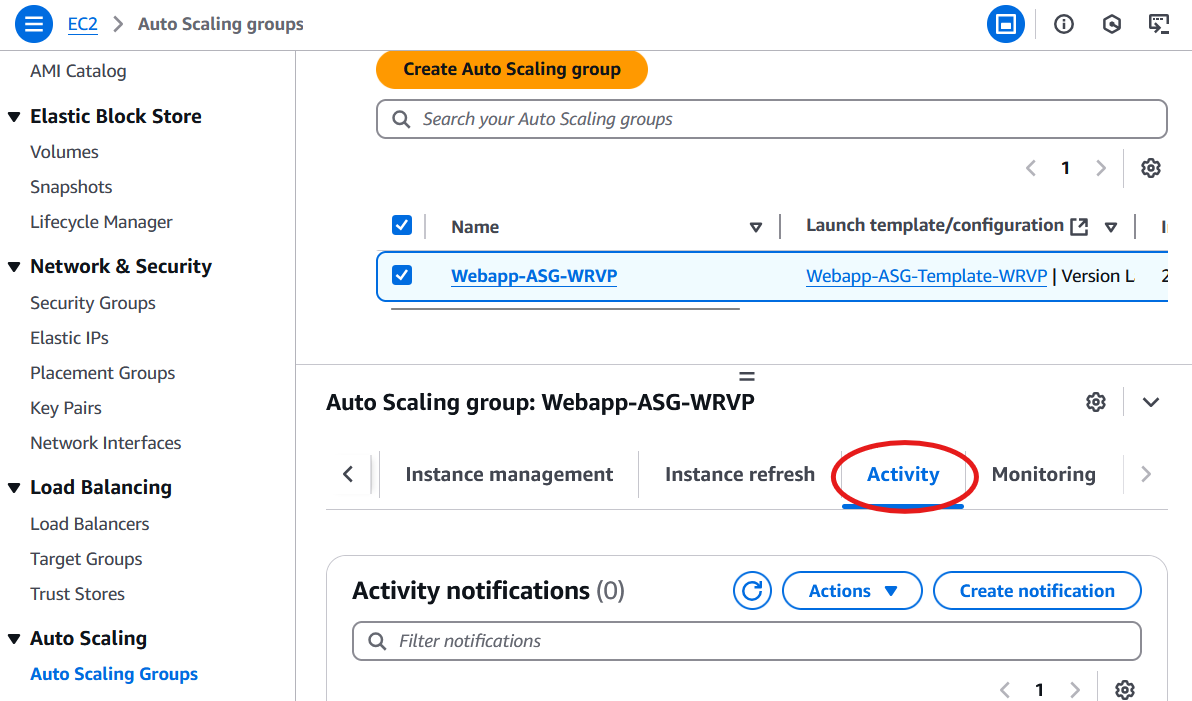 EC2 > Auto Scaling groups
AMI Catalog
Elastic Block Store
Volumes
Snapshots
Lifecycle Manager
Network & Security
Security Groups
Elastic IPs
Placement Groups
Key Pairs
Network Interfaces
Load Balancing
Load Balancers
Target Groups
Trust Stores
Auto Scaling
Auto Scaling Groups
Create Auto Scaling group
Search your Auto Scaling groups
1
Name Launch template/configuration
Webapp-ASG-WRVP Webapp-ASG-Template-WRVP | Version L 2
Auto Scaling group: Webapp-ASG-WRVP
Instance management Instance refresh Activity Monitoring
Activity notifications (0) Actions Create notification
Filter notifications
1